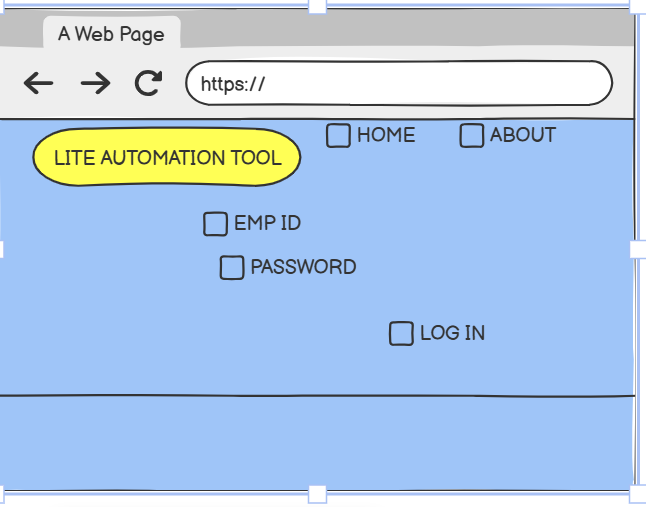 A Web Page
https://
HOME
ABOUT
LITE AUTOMATION TOOL
EMP ID
PASSWORD
LOG IN